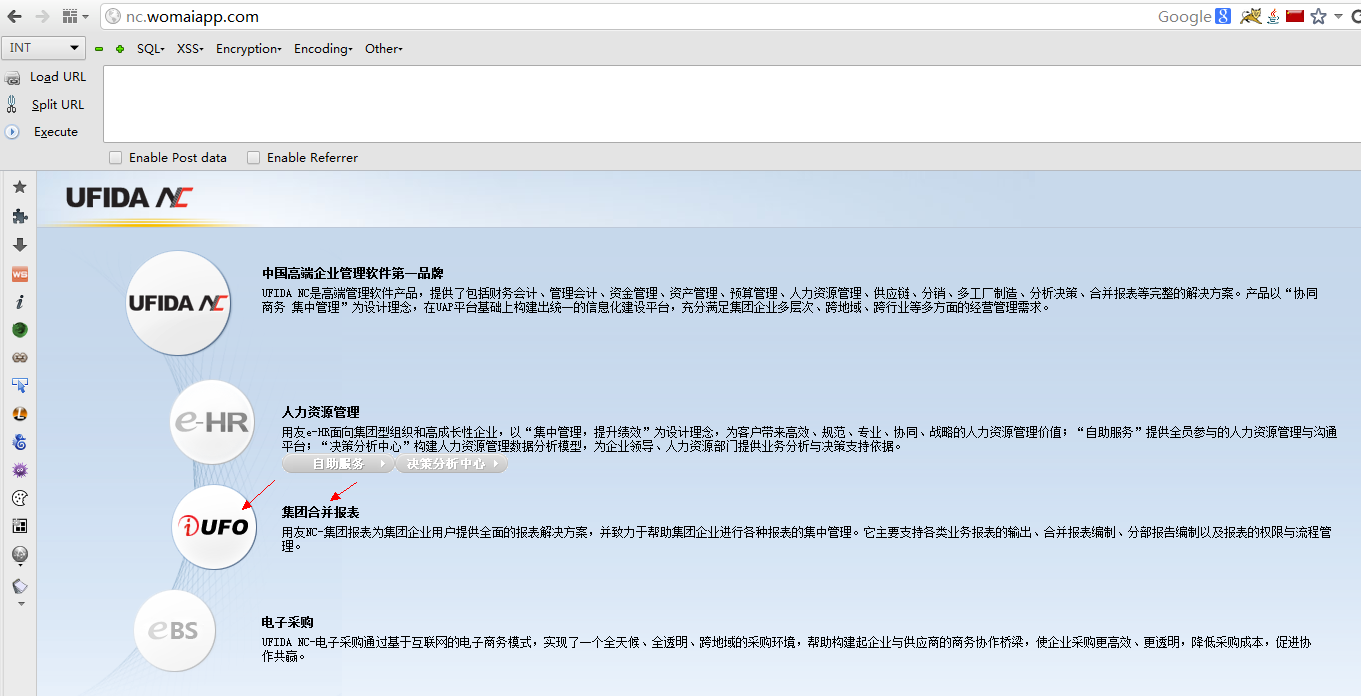 nc.womaiapp.com
Google 8
INT
SQL▾ XSS▾ Encryption▾ Encoding▾ Other▾
Load URL
Split URL
Execute
Enable Post data Enable Referrer
UFIDA NC
UFIDA NC
中国高端企业管理软件第一品牌
UFIDA NC是高端管理软件产品，提供了包括财务会计、管理会计、资金管理、资产管理、预算管理、人力资源管理、供应链、分销、多工厂制造、分析决策、合并报表等完整的解决方案。产品以“协同
商务 集中管理”为设计理念，在UAP平台基础上构建出统一的信息化建设平台，充分满足集团企业多层次、跨地域、跨行业等多方面的经营管理需求。
WS
e-HR
人力资源管理
用友e-HR面向集团型组织和高成长性企业，以“集中管理，提升绩效”为设计理念，为客户带来高效、规范、专业、协同、战略的人力资源管理价值；“自助服务”提供全员参与的人力资源管理与沟通
平台；“决策分析中心”构建人力资源管理数据分析模型，为企业领导、人力资源部门提供业务分析与决策支持依据。
自助服务 决策分析中心
iUFO
集团合并报表
用友NC-集团报表为集团企业用户提供全面的报表解决方案，并致力于帮助集团企业进行各种报表的集中管理。它主要支持各类业务报表的输出、合并报表编制、分部报告编制以及报表的权限与流程管
理。
eBS
电子采购
UFIDA NC-电子采购通过基于互联网的电子商务模式，实现了一个全天候、全透明、跨地域的采购环境，帮助构建起企业与供应商的商务协作桥梁，使企业采购更高效、更透明，降低采购成本，促进协
作共赢。